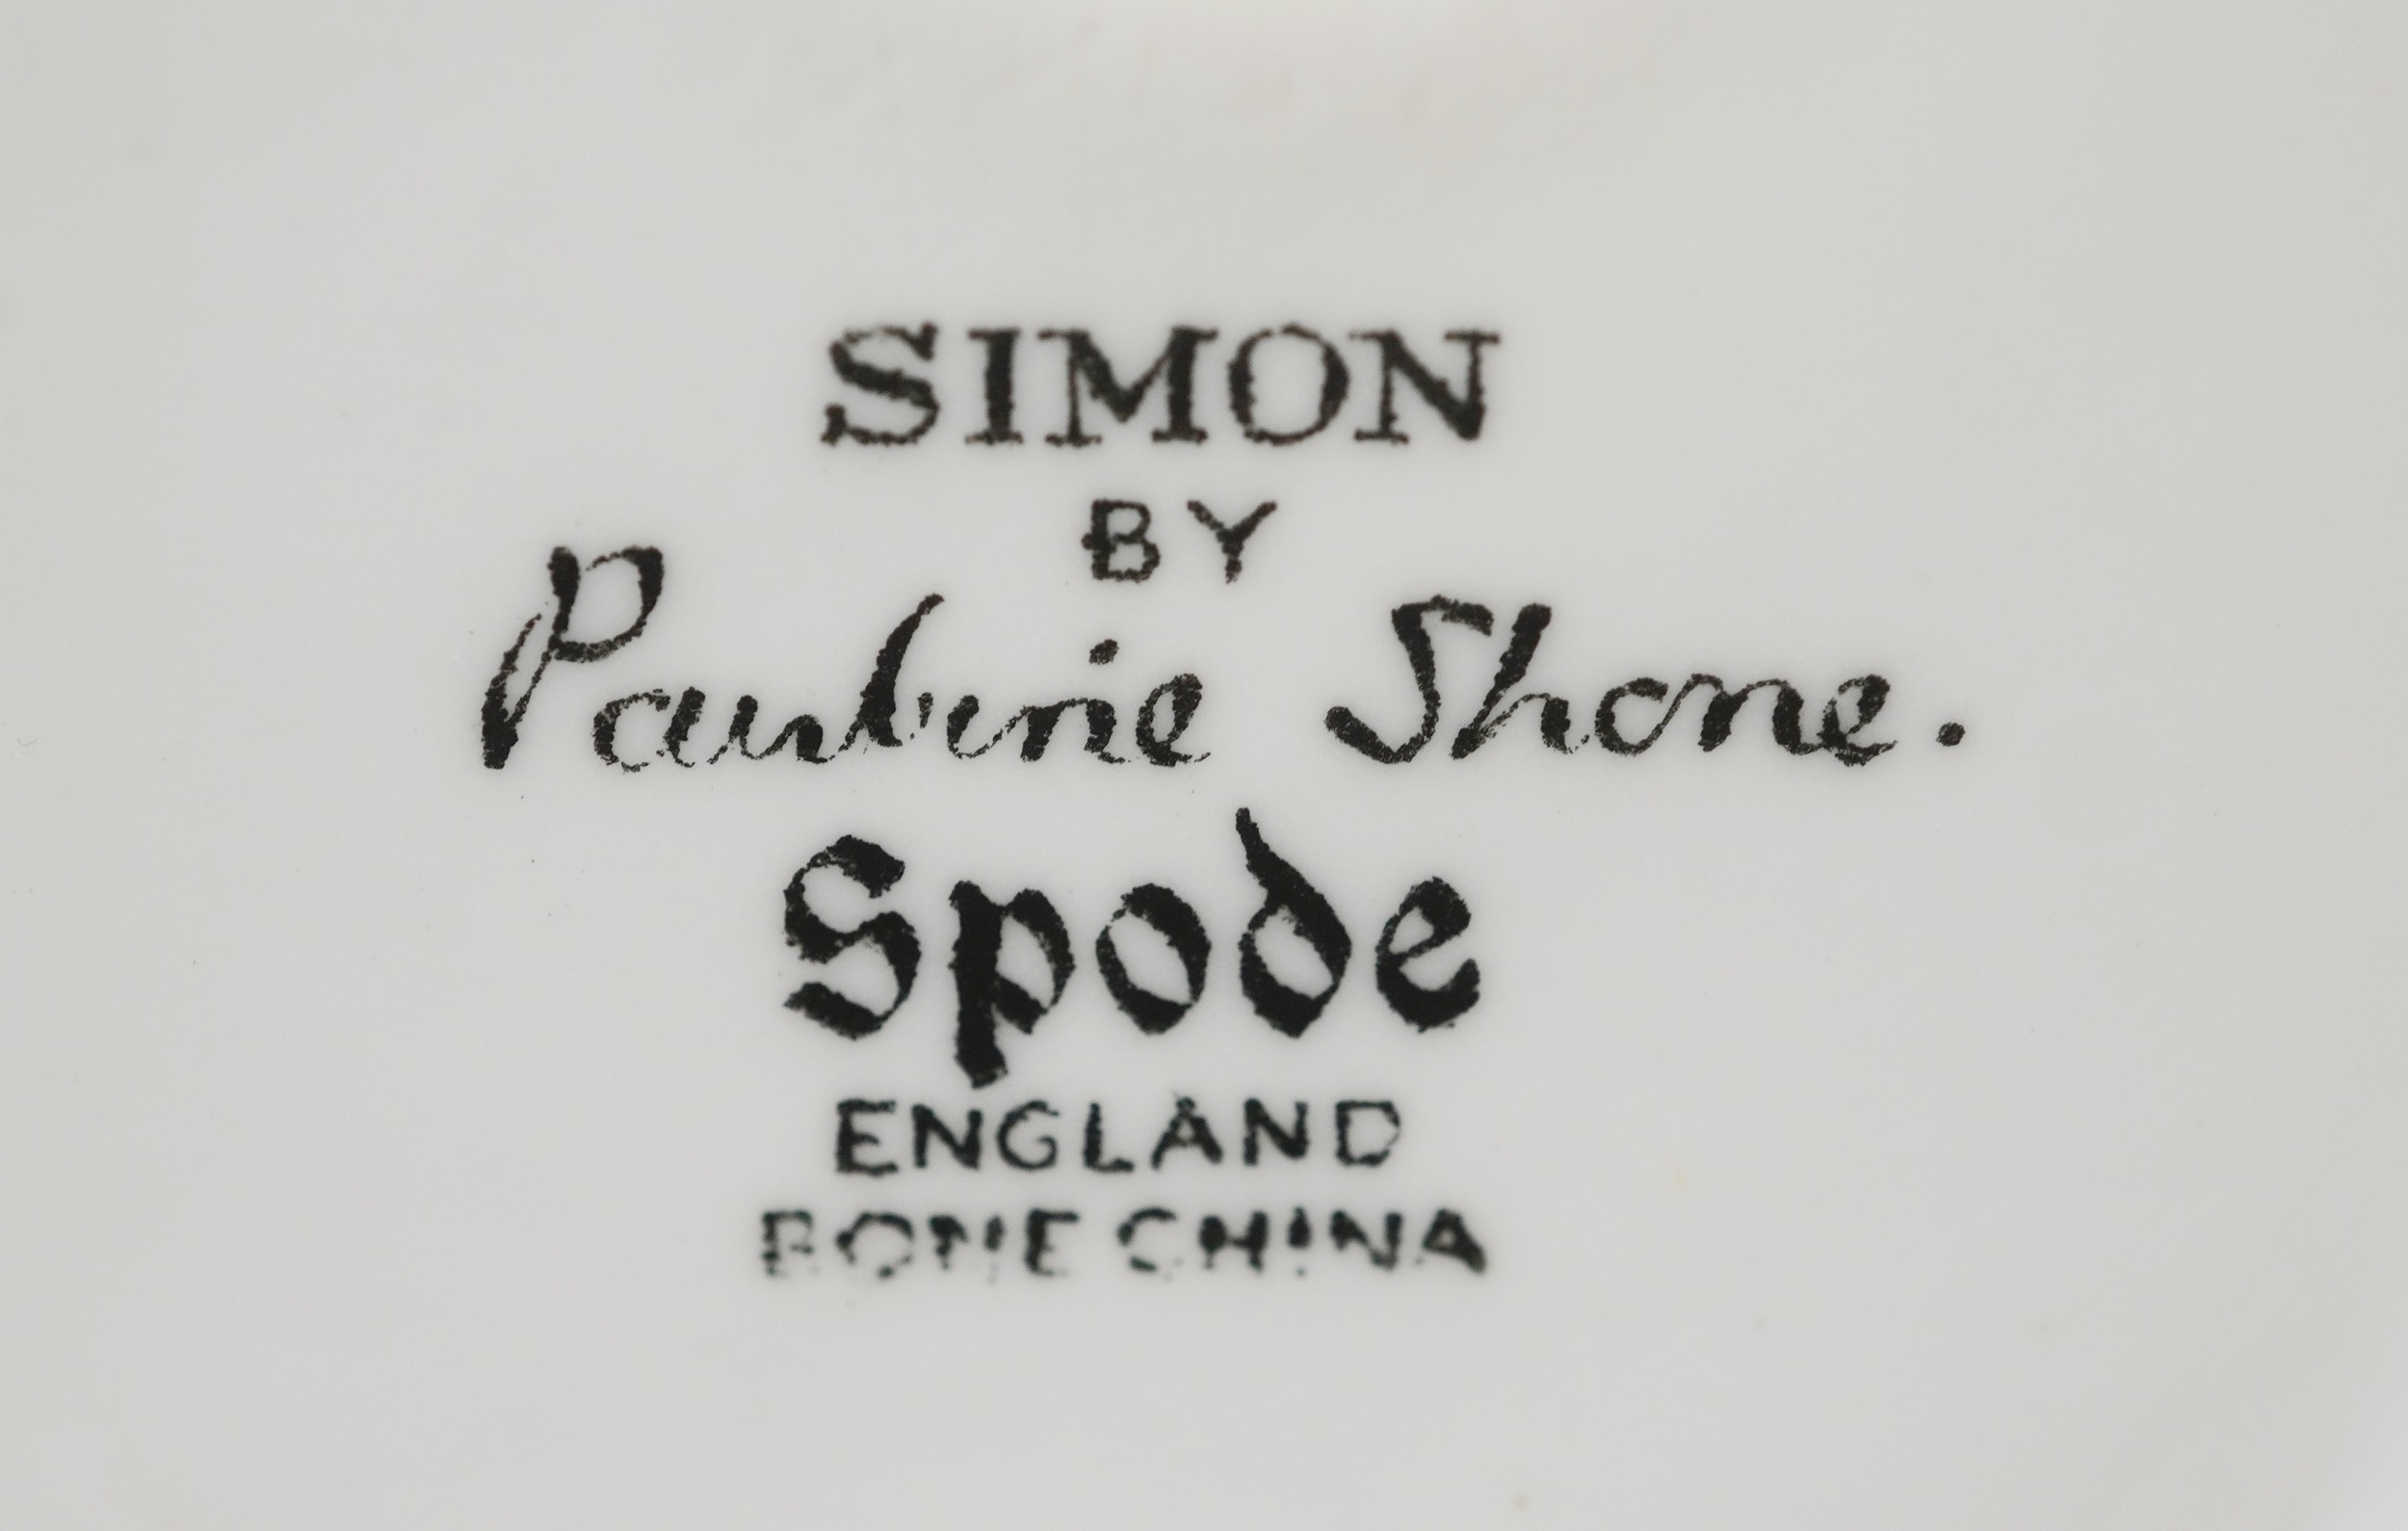 SIMON
BY
Pauline Shone.
Spode
ENGLAND
BONE CHINA